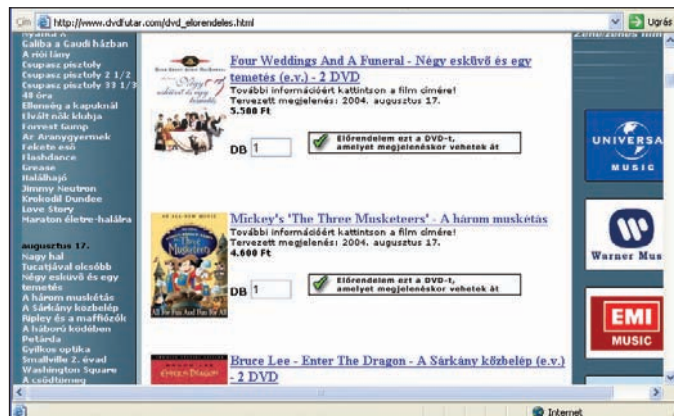 Cím http://www.dvdfutar.com/dvd_elorendeles.html Ugrás
Nyanka X
Galiba a Gaudi házban
A riói lány
Csupasz pisztoly
Csupasz pisztoly 2 1/2
Csupasz pisztoly 33 1/3
48 óra
Ellenség a kapuknál
Elvált nők klubja
Forrest Gump
Az Aranygyermek
Fekete eső
Flashdance
Grease
Halálhajó
Jimmy Neutron
Krokodil Dundee
Love Story
Maraton életre-halálra
augusztus 17.
Nagy hal
Tucatjával olcsóbb
Négy esküvő és egy
temetés
A három muskétás
A Sárkány közbelép
Ripley és a maffiózók
A háború ködében
Petárda
Gyilkos optika
Smallville 2. évad
Washington Square
A csődtömeg
Four Weddings And A Funeral - Négy esküvő és egy
temetés (e.v.) - 2 DVD
További információért kattintson a film címére!
Tervezett megjelenés: 2004. augusztus 17.
5.500 Ft
DB 1
Előrendelem ezt a DVD-t,
amelyet megjelenéskor vehetek át
Mickey's 'The Three Musketeers' - A három muskétás
További információért kattintson a film címére!
Tervezett megjelenés: 2004. augusztus 17.
4.600 Ft
DB 1
Előrendelem ezt a DVD-t,
amelyet megjelenéskor vehetek át
Bruce Lee - Enter The Dragon - A Sárkány közbelép (e.v.)
- 2 DVD
UNIVERSA
MUSIC
Warner Mus
EMI
MUSIC
Internet